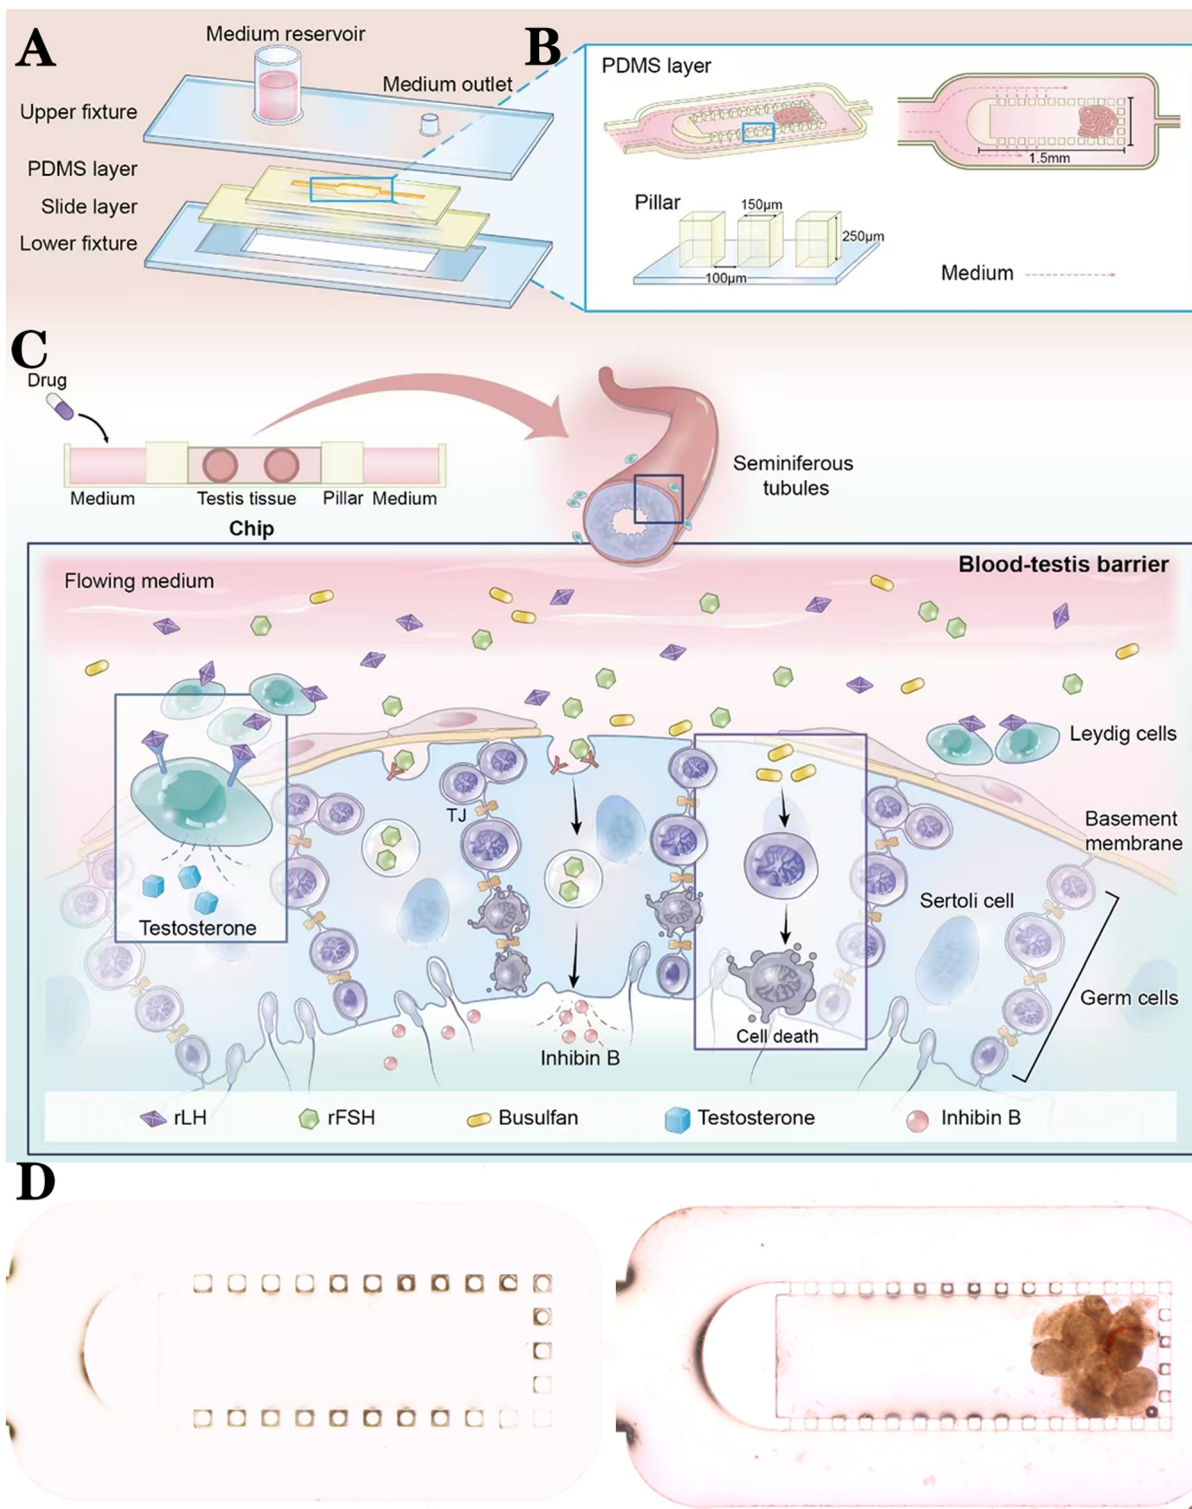 A
Medium reservoir
Medium outlet
Upper fixture
PDMS layer
Slide layer
Lower fixture
B
PDMS layer
1.5mm
Pillar
150μm
250μm
100μm
Medium
C
Drug
Medium
Testis tissue
Pillar
Medium
Chip
Seminiferous
tubules
Blood-testis barrier
Flowing medium
Leydig cells
TJ
Basement
membrane
Testosterone
Sertoli cell
Germ cells
Cell death
Inhibin B
rLH
rFSH
Busulfan
Testosterone
Inhibin B
D